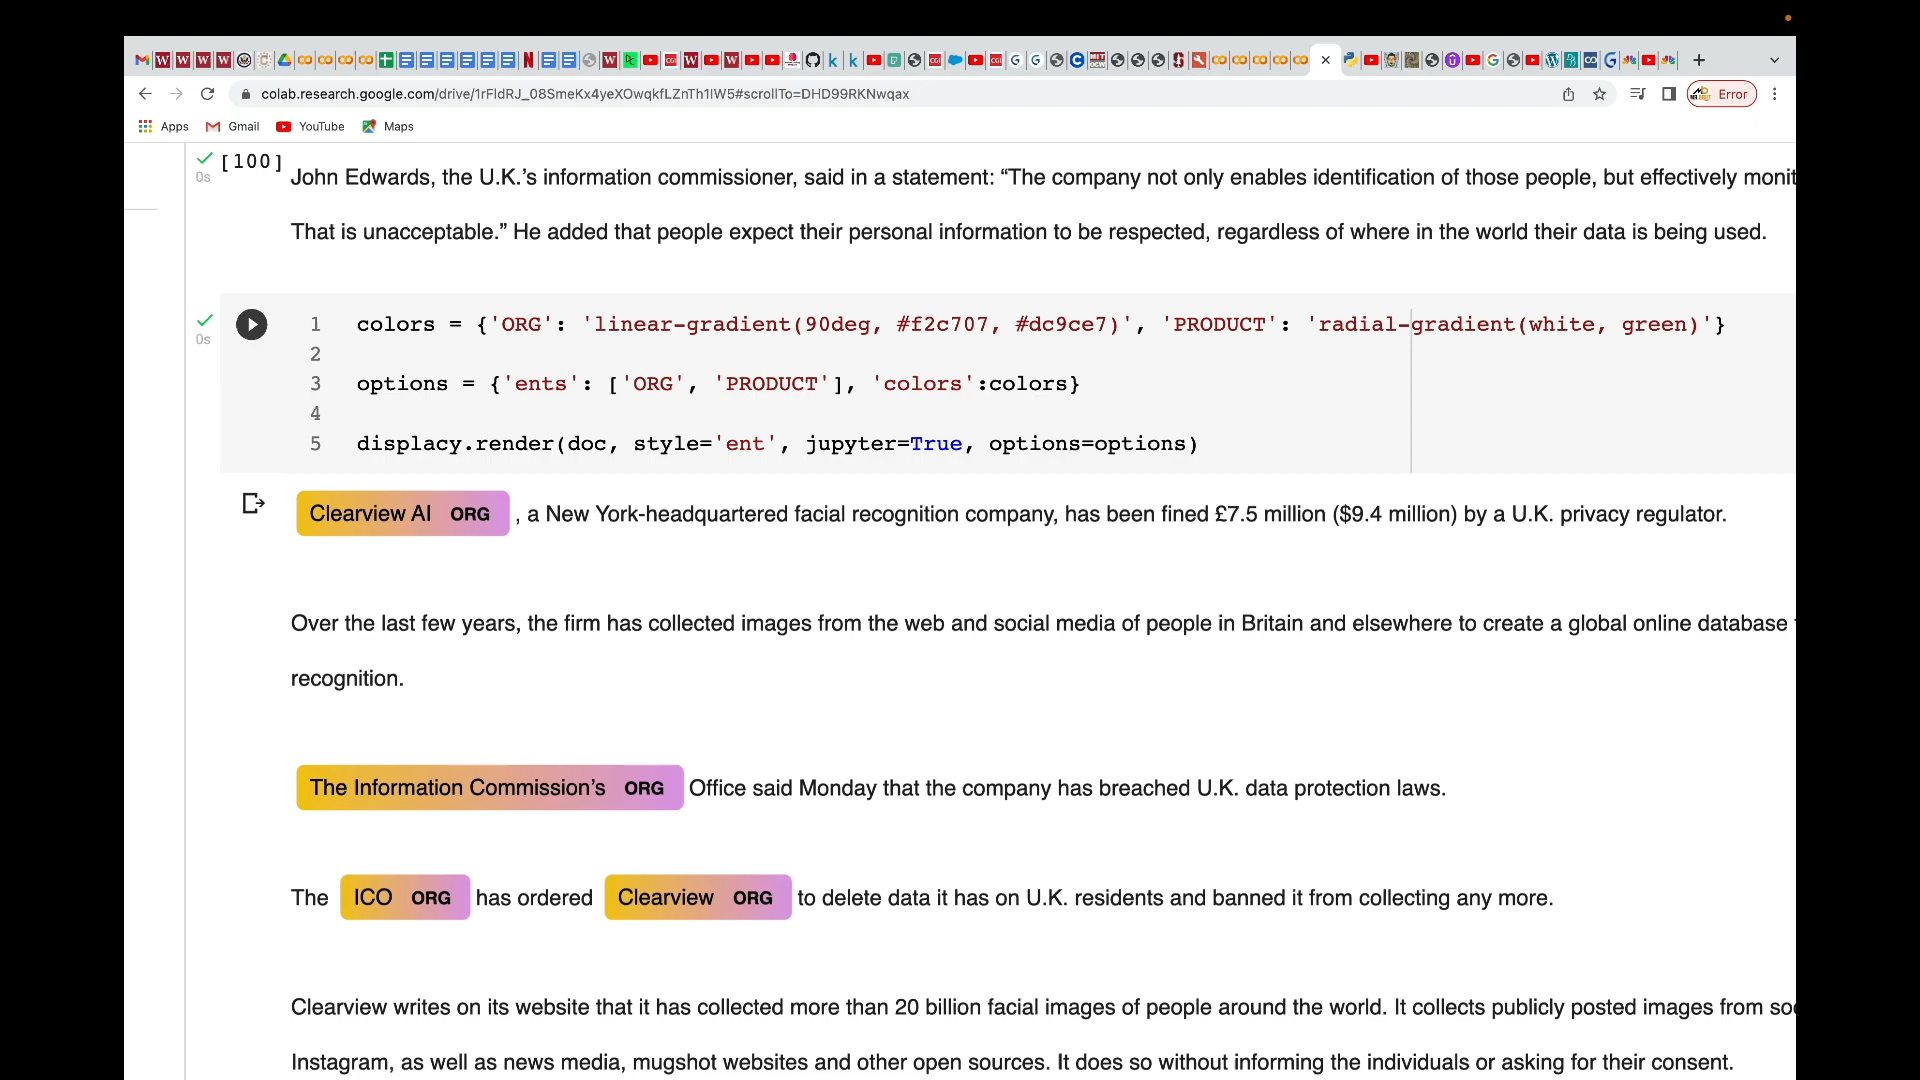 colab.research.google.com/drive/1rFldRJ_08SmeKx4yeXOwqkfLZnTh1lW5#scrollTo=DHD99RKNwqax
Error
Apps Gmail YouTube Maps
[100]
0s
John Edwards, the U.K.’s information commissioner, said in a statement: “The company not only enables identification of those people, but effectively monit
That is unacceptable.” He added that people expect their personal information to be respected, regardless of where in the world their data is being used.
0s
1 colors = {'ORG': 'linear-gradient(90deg, #f2c707, #dc9ce7)', 'PRODUCT': 'radial-gradient(white, green)'}
2
3 options = {'ents': ['ORG', 'PRODUCT'], 'colors':colors}
4
5 displacy.render(doc, style='ent', jupyter=True, options=options)
Clearview AI ORG , a New York-headquartered facial recognition company, has been fined £7.5 million ($9.4 million) by a U.K. privacy regulator.
Over the last few years, the firm has collected images from the web and social media of people in Britain and elsewhere to create a global online database
recognition.
The Information Commission’s ORG Office said Monday that the company has breached U.K. data protection laws.
The ICO ORG has ordered Clearview ORG to delete data it has on U.K. residents and banned it from collecting any more.
Clearview writes on its website that it has collected more than 20 billion facial images of people around the world. It collects publicly posted images from so
Instagram, as well as news media, mugshot websites and other open sources. It does so without informing the individuals or asking for their consent.